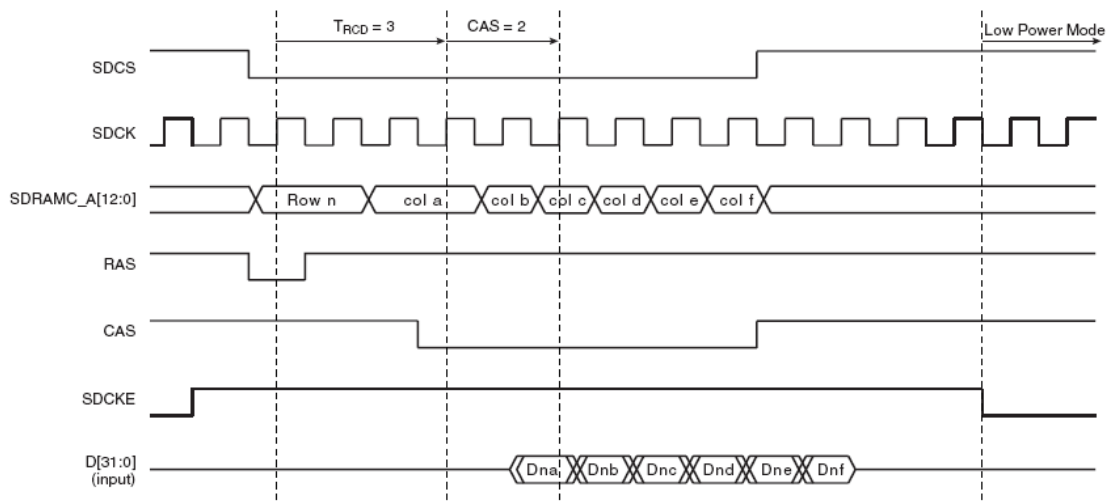 TRCD = 3
CAS = 2
Low Power Mode
SDCS
SDCK
SDRAMC_A[12:0]
Row n
col a
col b
col c
col d
col e
col f
RAS
CAS
SDCKE
D[31:0]
(input)
Dna
Dnb
Dnc
Dnd
Dne
Dnf